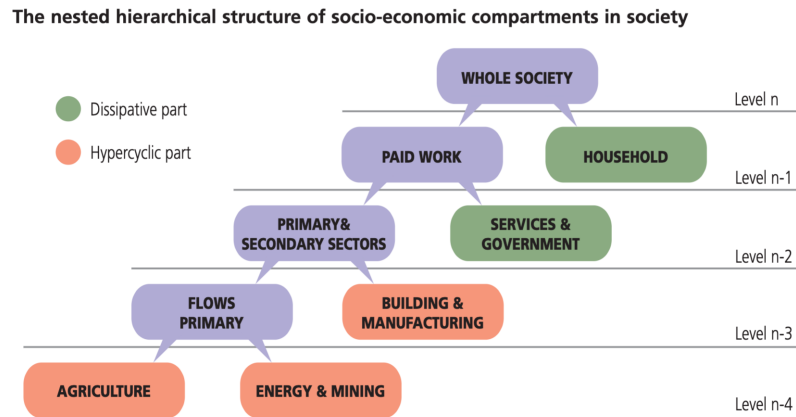 The nested hierarchical structure of socio-economic compartments in society
WHOLE SOCIETY
Level n
Dissipative part
Hypercyclic part
PAID WORK
HOUSEHOLD
Level n-1
PRIMARY&
SECONDARY SECTORS
SERVICES &
GOVERNMENT
Level n-2
FLOWS
PRIMARY
BUILDING &
MANUFACTURING
Level n-3
AGRICULTURE
ENERGY & MINING
Level n-4